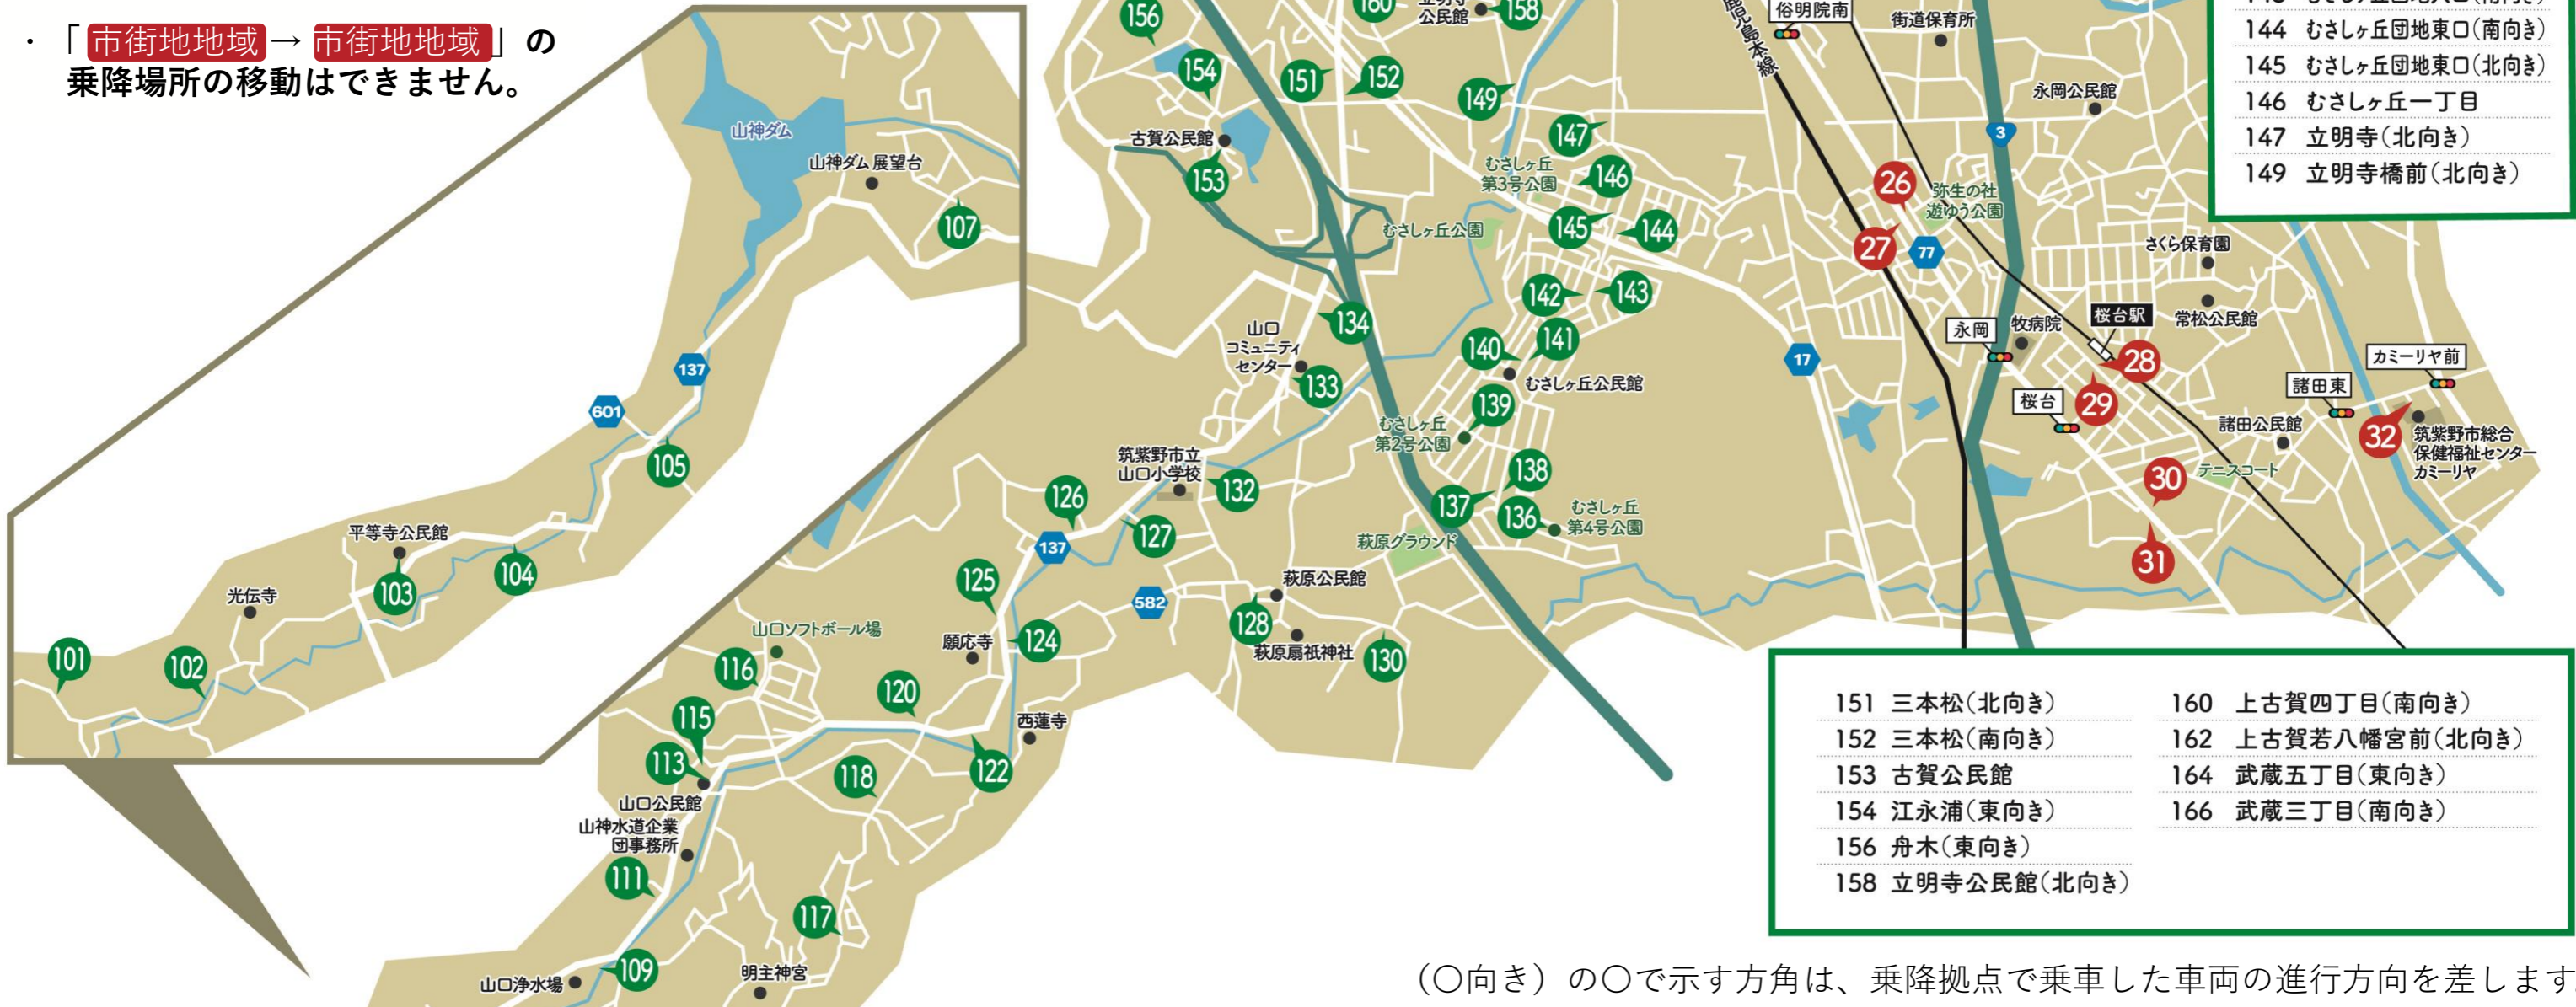 ・「市街地地域→市街地地域」の
乗降場所の移動はできません。
山神ダム
山神ダム展望台
107
137
601
105
平等寺公民館
103
104
光伝寺
101
102
156
154
古賀公民館
153
151
152
160
公民館
158
149
147
むさしヶ丘
第3号公園
146
むさしヶ丘公園
145
144
142
143
134
山口
コミュニティ
センター
133
140
141
むさしヶ丘公民館
139
むさしヶ丘
第2号公園
138
137
136
むさしヶ丘
第4号公園
萩原グラウンド
筑紫野市立
山口小学校
132
126
127
137
125
582
萩原公民館
128
萩原扇祇神社
130
願応寺
124
山口ソフトボール場
116
120
西蓮寺
122
115
113
118
山口公民館
山神水道企業
団事務所
111
117
109
山口浄水場
明主神宮
鹿児島本線
俗明院南
街道保育所
永岡公民館
3
26
弥生の社
遊ゆう公園
27
77
さくら保育園
常松公民館
桜台駅
永岡
牧病院
17
28
29
桜台
カミーリヤ前
諸田東
諸田公民館
32
筑紫野市総合
保健福祉センター
カミーリヤ
テニスコート
30
31
144 むさしヶ丘団地東口(南向き)
145 むさしヶ丘団地東口(北向き)
146 むさしヶ丘一丁目
147 立明寺(北向き)
149 立明寺橋前(北向き)
151 三本松(北向き)
152 三本松(南向き)
153 古賀公民館
154 江永浦(東向き)
156 舟木(東向き)
158 立明寺公民館(北向き)
160 上古賀四丁目(南向き)
162 上古賀若八幡宮前(北向き)
164 武蔵五丁目(東向き)
166 武蔵三丁目(南向き)
(〇向き)の〇で示す方角は、乗降拠点で乗車した車両の進行方向を差します